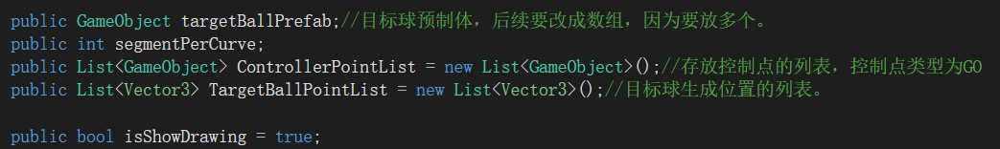 public GameObject targetBallPrefab;//目标球预制体，后续要改成数组，因为要放多个。
public int segmentPerCurve;
public List<GameObject> ControllerPointList = new List<GameObject>();//存放控制点的列表，控制点类型为GO
public List<Vector3> TargetBallPointList = new List<Vector3>();//目标球生成位置的列表。
public bool isShowDrawing = true;